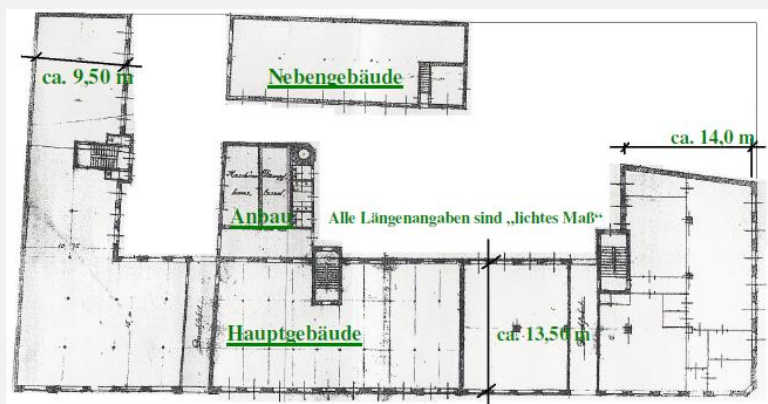 ca. 9,50 m
Nebengebäude
ca. 14,0 m
Anbau
Alle Längenangaben sind „lichtes Maß“
Hauptgebäude
ca. 13,50 m